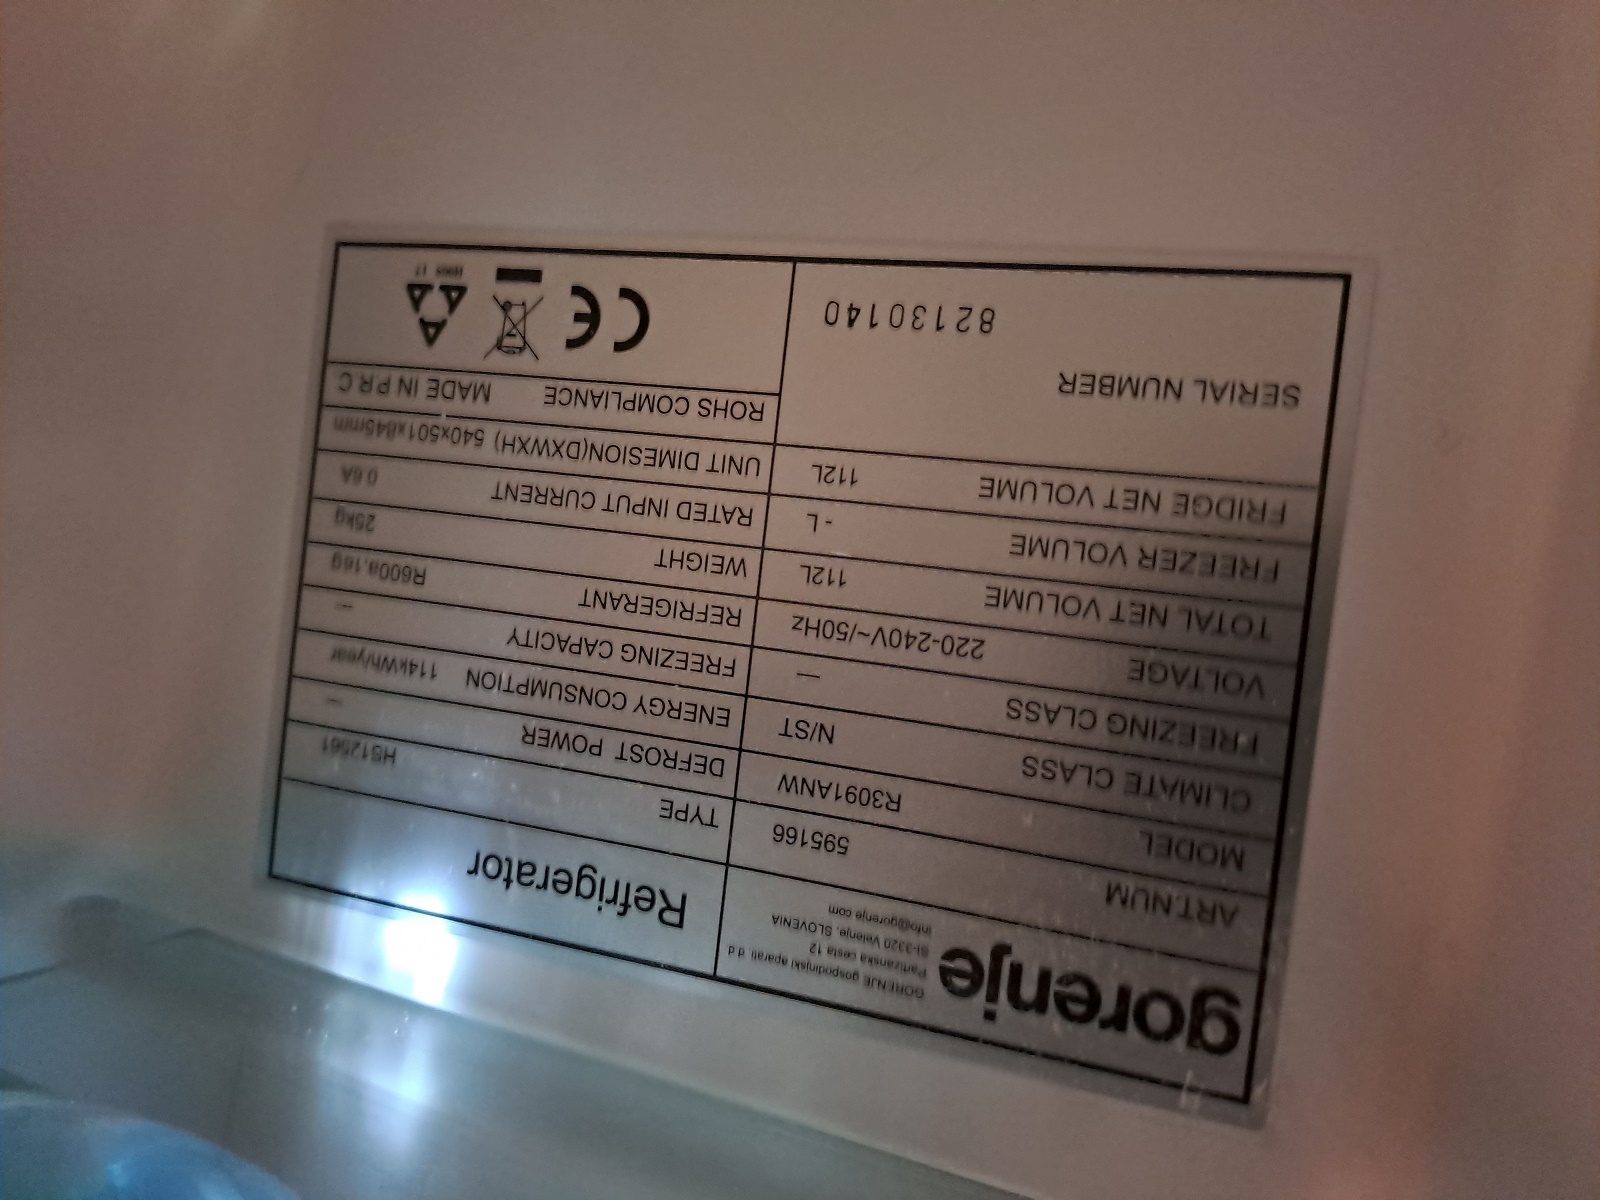 gorenje
GORENJE gospodinjski aparati d d
Partizanska cesta 12
SI-3320 Velenje, SLOVENIA
info@gorenje.com
Refrigerator
ART.NUM 595166
TYPE HS12561
MODEL R3091ANW
DEFROST POWER —
CLIMATE CLASS N/ST
ENERGY CONSUMPTION 114kWh/year
FREEZING CLASS —
FREEZING CAPACITY —
VOLTAGE 220-240V~/50Hz
REFRIGERANT R600a,16g
TOTAL NET VOLUME 112L
WEIGHT 25kg
FREEZER VOLUME - L
RATED INPUT CURRENT 0.6A
FRIDGE NET VOLUME 112L
UNIT DIMESION(DXWXH) 540x501x845mm
SERIAL NUMBER
82130140
ROHS COMPLIANCE MADE IN P R C
CE